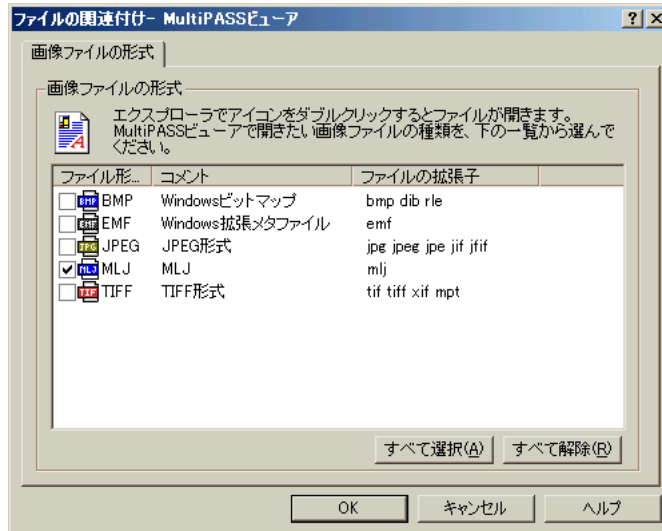 ファイルの関連付け- MultiPASSビューア
画像ファイルの形式
画像ファイルの形式
エクスプローラでアイコンをダブルクリックするとファイルが開きます。
MultiPASSビューアで開きたい画像ファイルの種類を、下の一覧から選んで
ください。
ファイル形... コメント ファイルの拡張子
BMP BMP Windowsビットマップ bmp dib rle
EMF EMF Windows拡張メタファイル emf
JPG JPEG JPEG形式 jpg jpeg jpe jif jfif
MLJ MLJ MLJ mlj
TIF TIFF TIFF形式 tif tiff xif mpt
すべて選択(A) すべて解除(R)
OK キャンセル ヘルプ